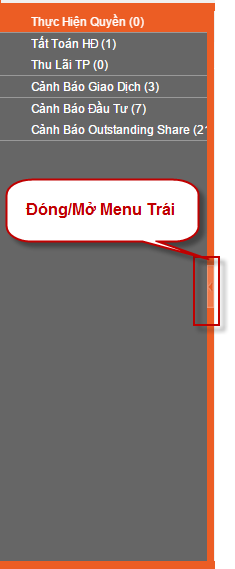 Thực Hiện Quyền (0)
Tất Toán HĐ (1)
Thu Lãi TP (0)
Cảnh Báo Giao Dịch (3)
Cảnh Báo Đầu Tư (7)
Cảnh Báo Outstanding Share (21
Đóng/Mở Menu Trái